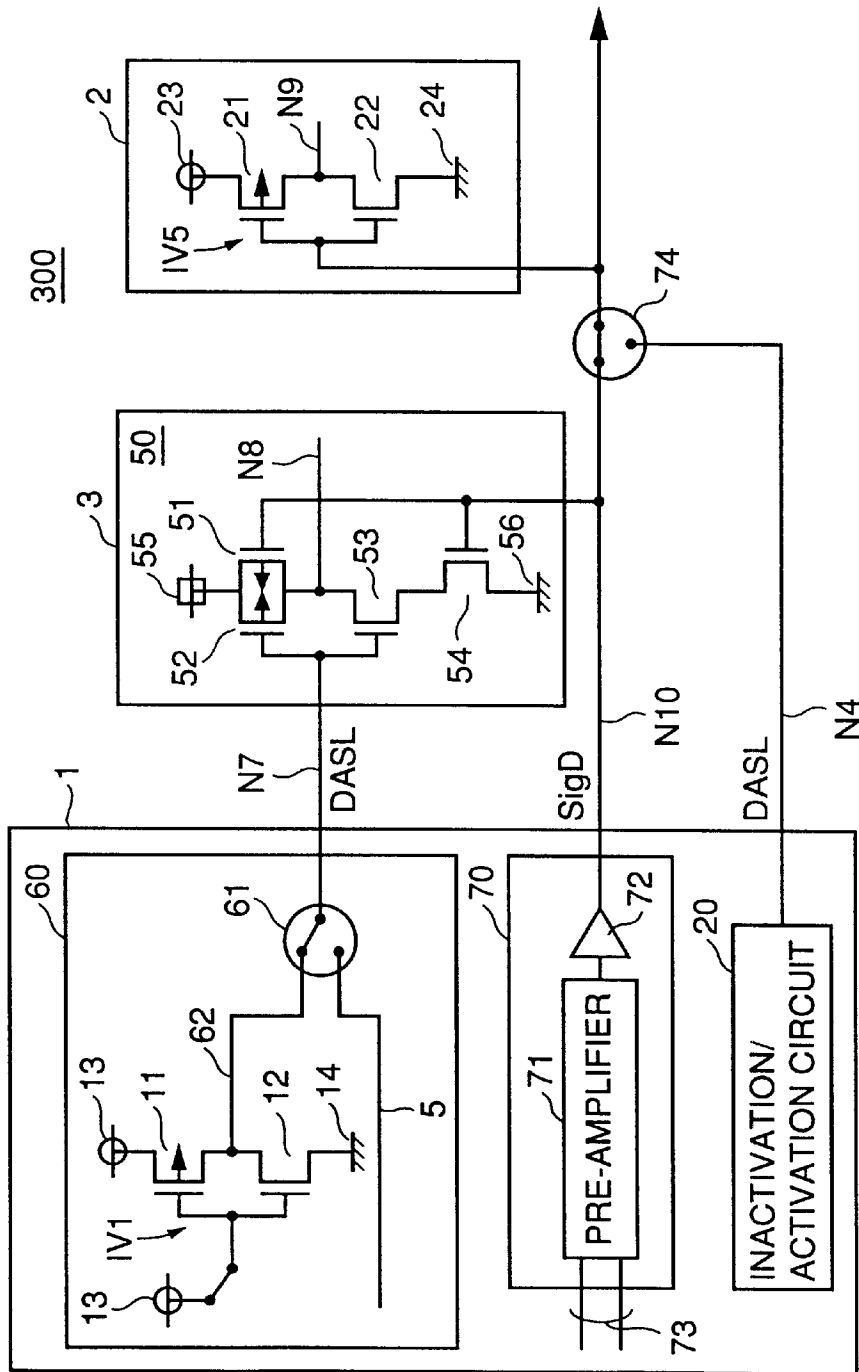 300
2
23
21
N9
22
24
IV5
74
3
50
55
51
52
N8
53
54
56
N7
DASL
SigD
N10
DASL
N4
1
60
61
62
13
11
12
14
13
IV1
5
70
72
PRE-AMPLIFIER
71
73
20
INACTIVATION/
ACTIVATION CIRCUIT